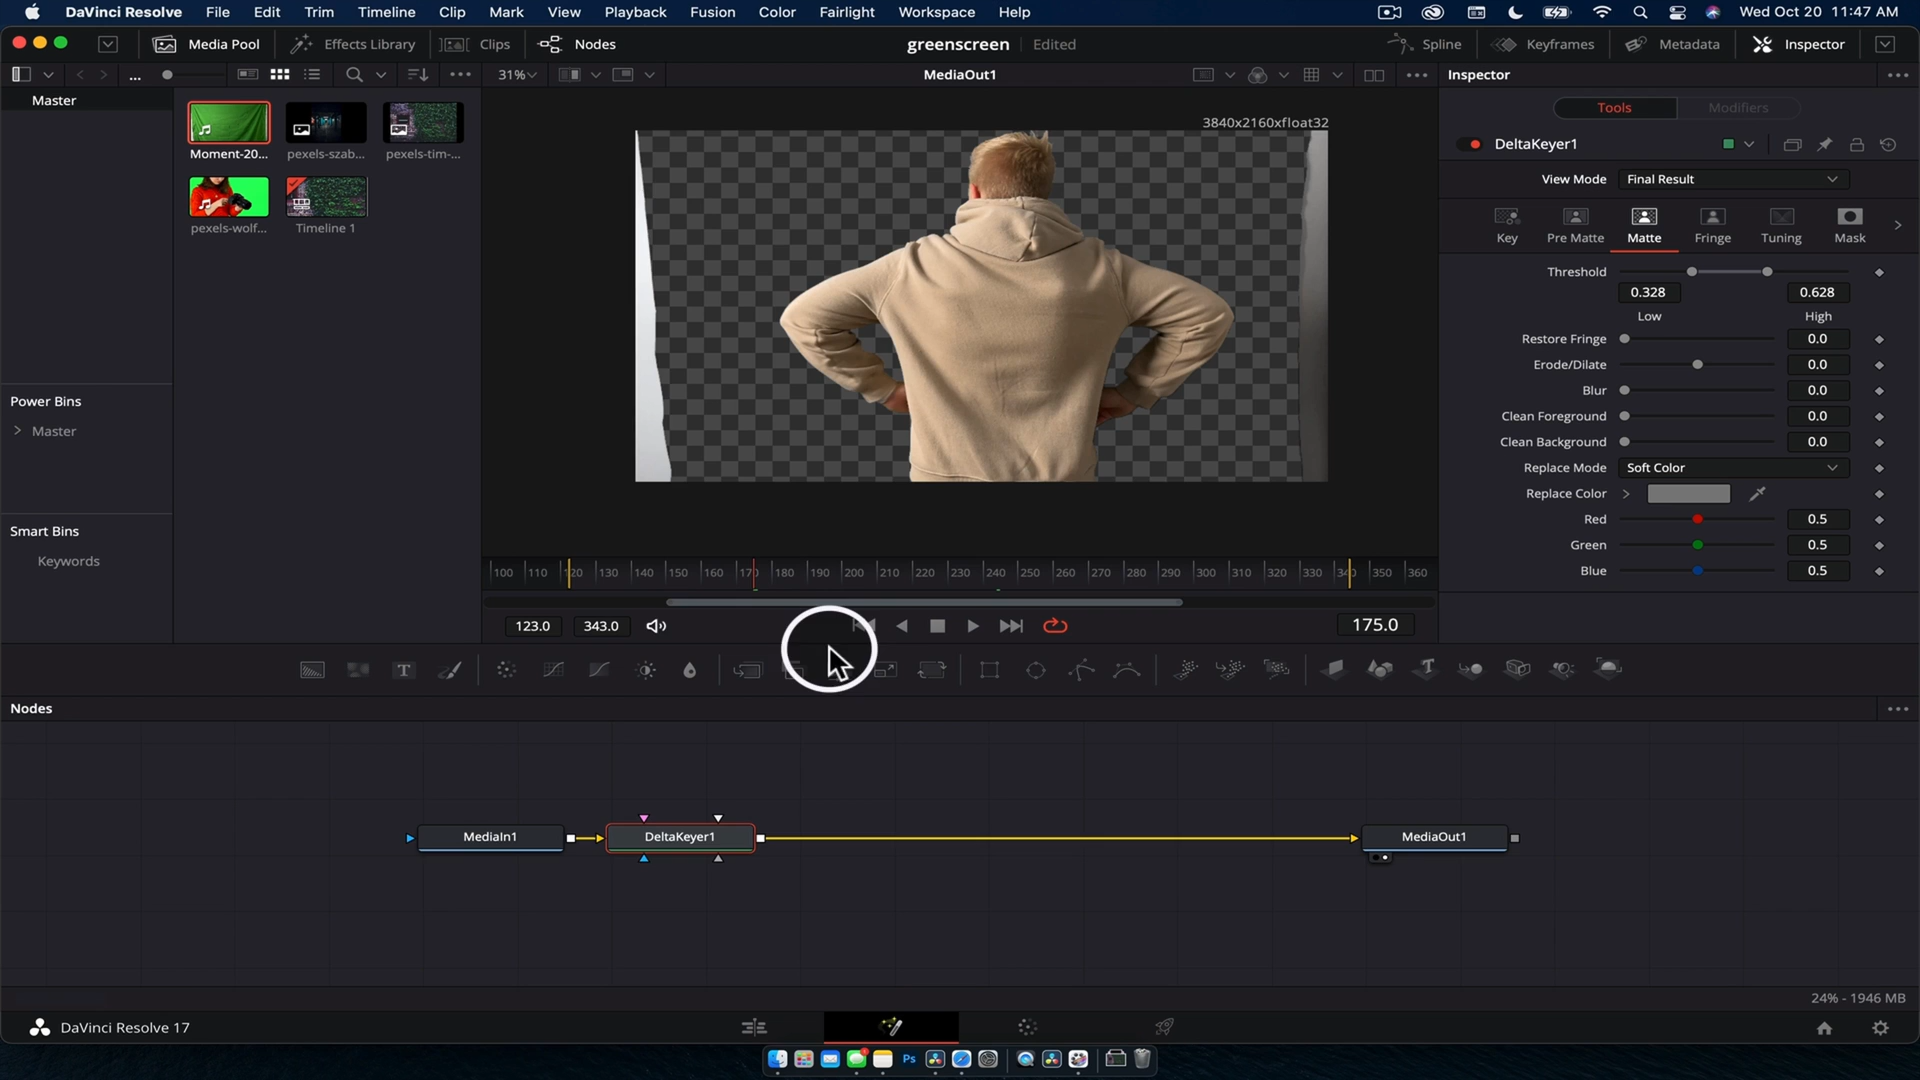 DaVinci Resolve File Edit Trim Timeline Clip Mark View Playback Fusion Color Fairlight Workspace Help Wed Oct 20 11:47 AM
Media Pool Effects Library Clips Nodes greenscreen Edited Spline Keyframes Metadata Inspector
... 31% MediaOut1 Inspector
Master
Tools Modifiers
3840x2160xfloat32
DeltaKeyer1
Moment-20... pexels-szab... pexels-tim-...
View Mode Final Result
pexels-wolf... Timeline 1
Key Pre Matte Matte Fringe Tuning Mask
Threshold
0.328 0.628
Low High
Restore Fringe 0.0
Erode/Dilate 0.0
Blur 0.0
Power Bins
Clean Foreground 0.0
Master
Clean Background 0.0
Replace Mode Soft Color
Replace Color
Red 0.5
Smart Bins
Green 0.5
Keywords
Blue 0.5
100 110 120 130 140 150 160 170 180 190 200 210 220 230 240 250 260 270 280 290 300 310 320 330 340 350 360
123.0 343.0 175.0
T T
Nodes
MediaIn1 DeltaKeyer1 MediaOut1
24% - 1946 MB
DaVinci Resolve 17
Ps